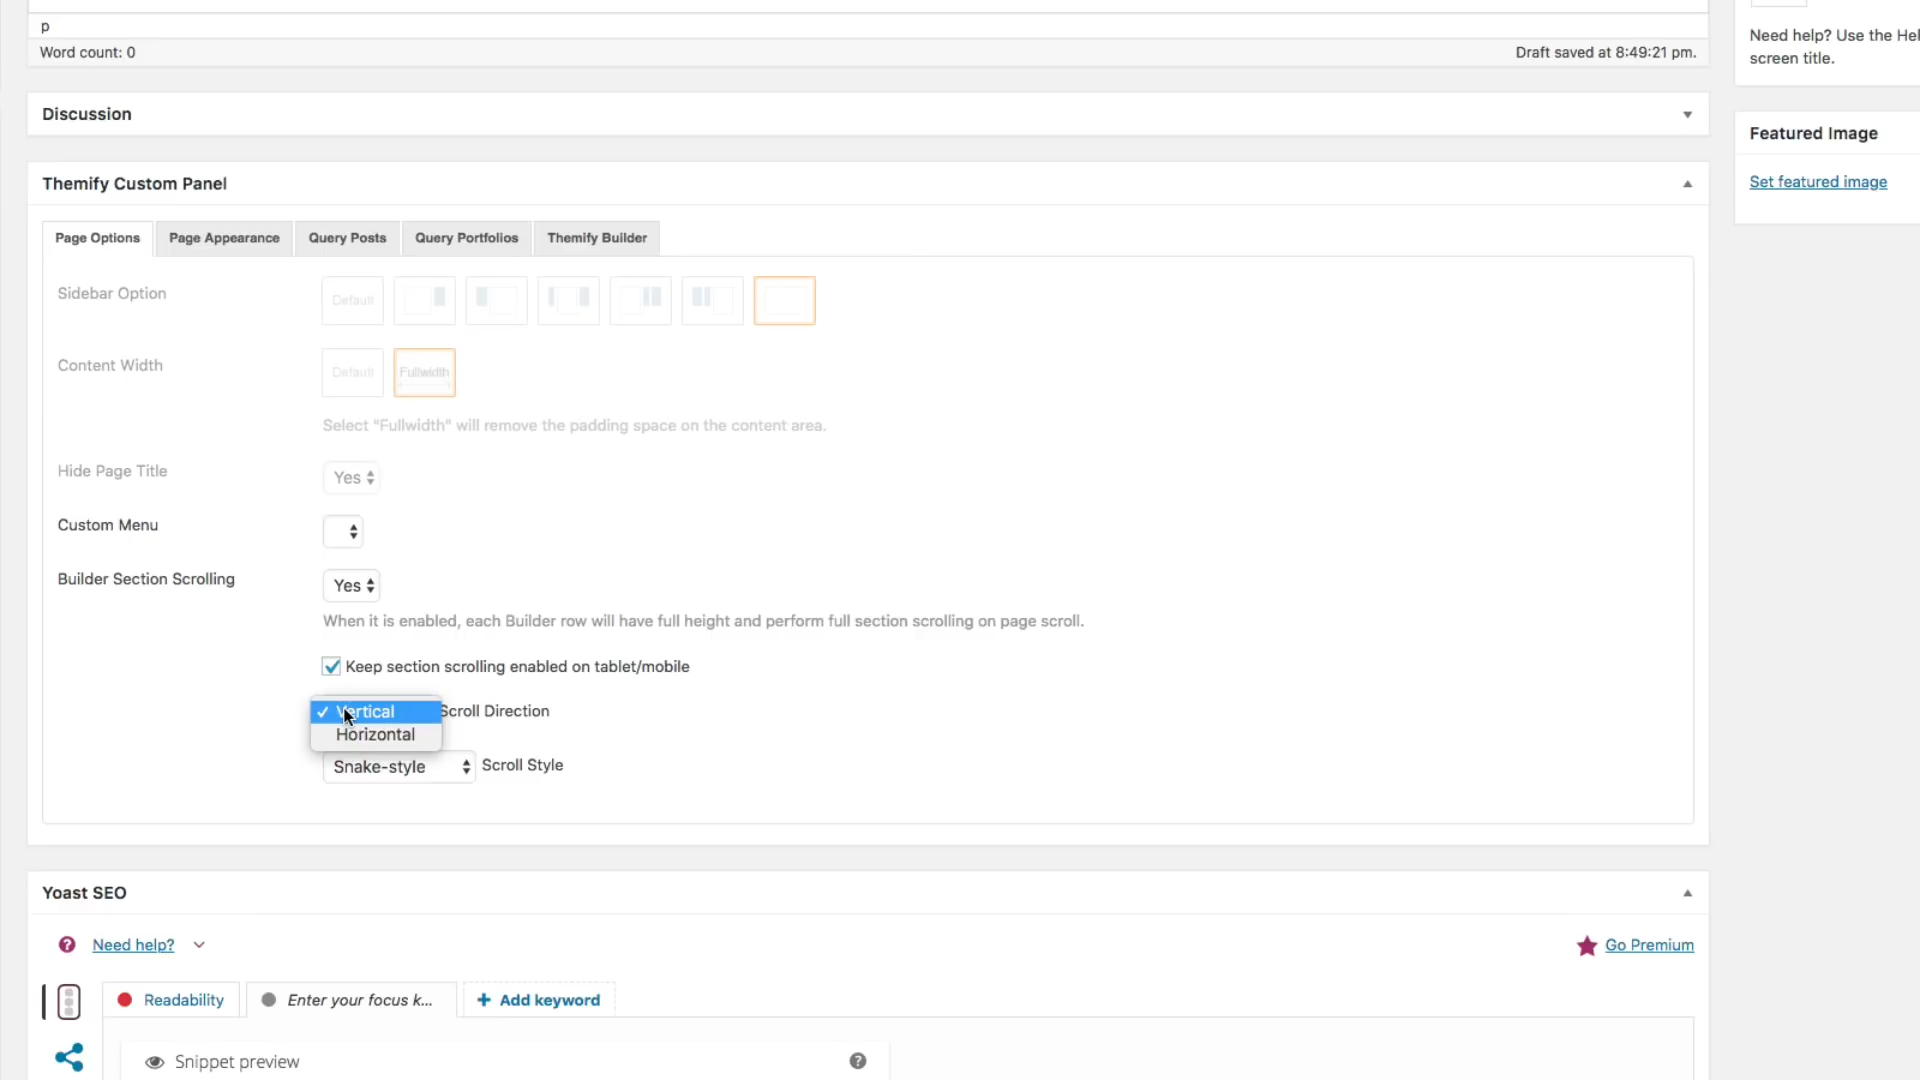 p
Word count: 0
Draft saved at 8:49:21 pm.
Need help? Use the Hel
screen title.
Discussion
Featured Image
Set featured image
Themify Custom Panel
Page Options
Page Appearance
Query Posts
Query Portfolios
Themify Builder
Sidebar Option
Default
Content Width
Default
Fullwidth
Select "Fullwidth" will remove the padding space on the content area.
Hide Page Title
Yes
Custom Menu
Builder Section Scrolling
Yes
When it is enabled, each Builder row will have full height and perform full section scrolling on page scroll.
Keep section scrolling enabled on tablet/mobile
Vertical
Scroll Direction
Horizontal
Snake-style
Scroll Style
Yoast SEO
Need help?
Go Premium
Readability
Enter your focus k...
Add keyword
Snippet preview